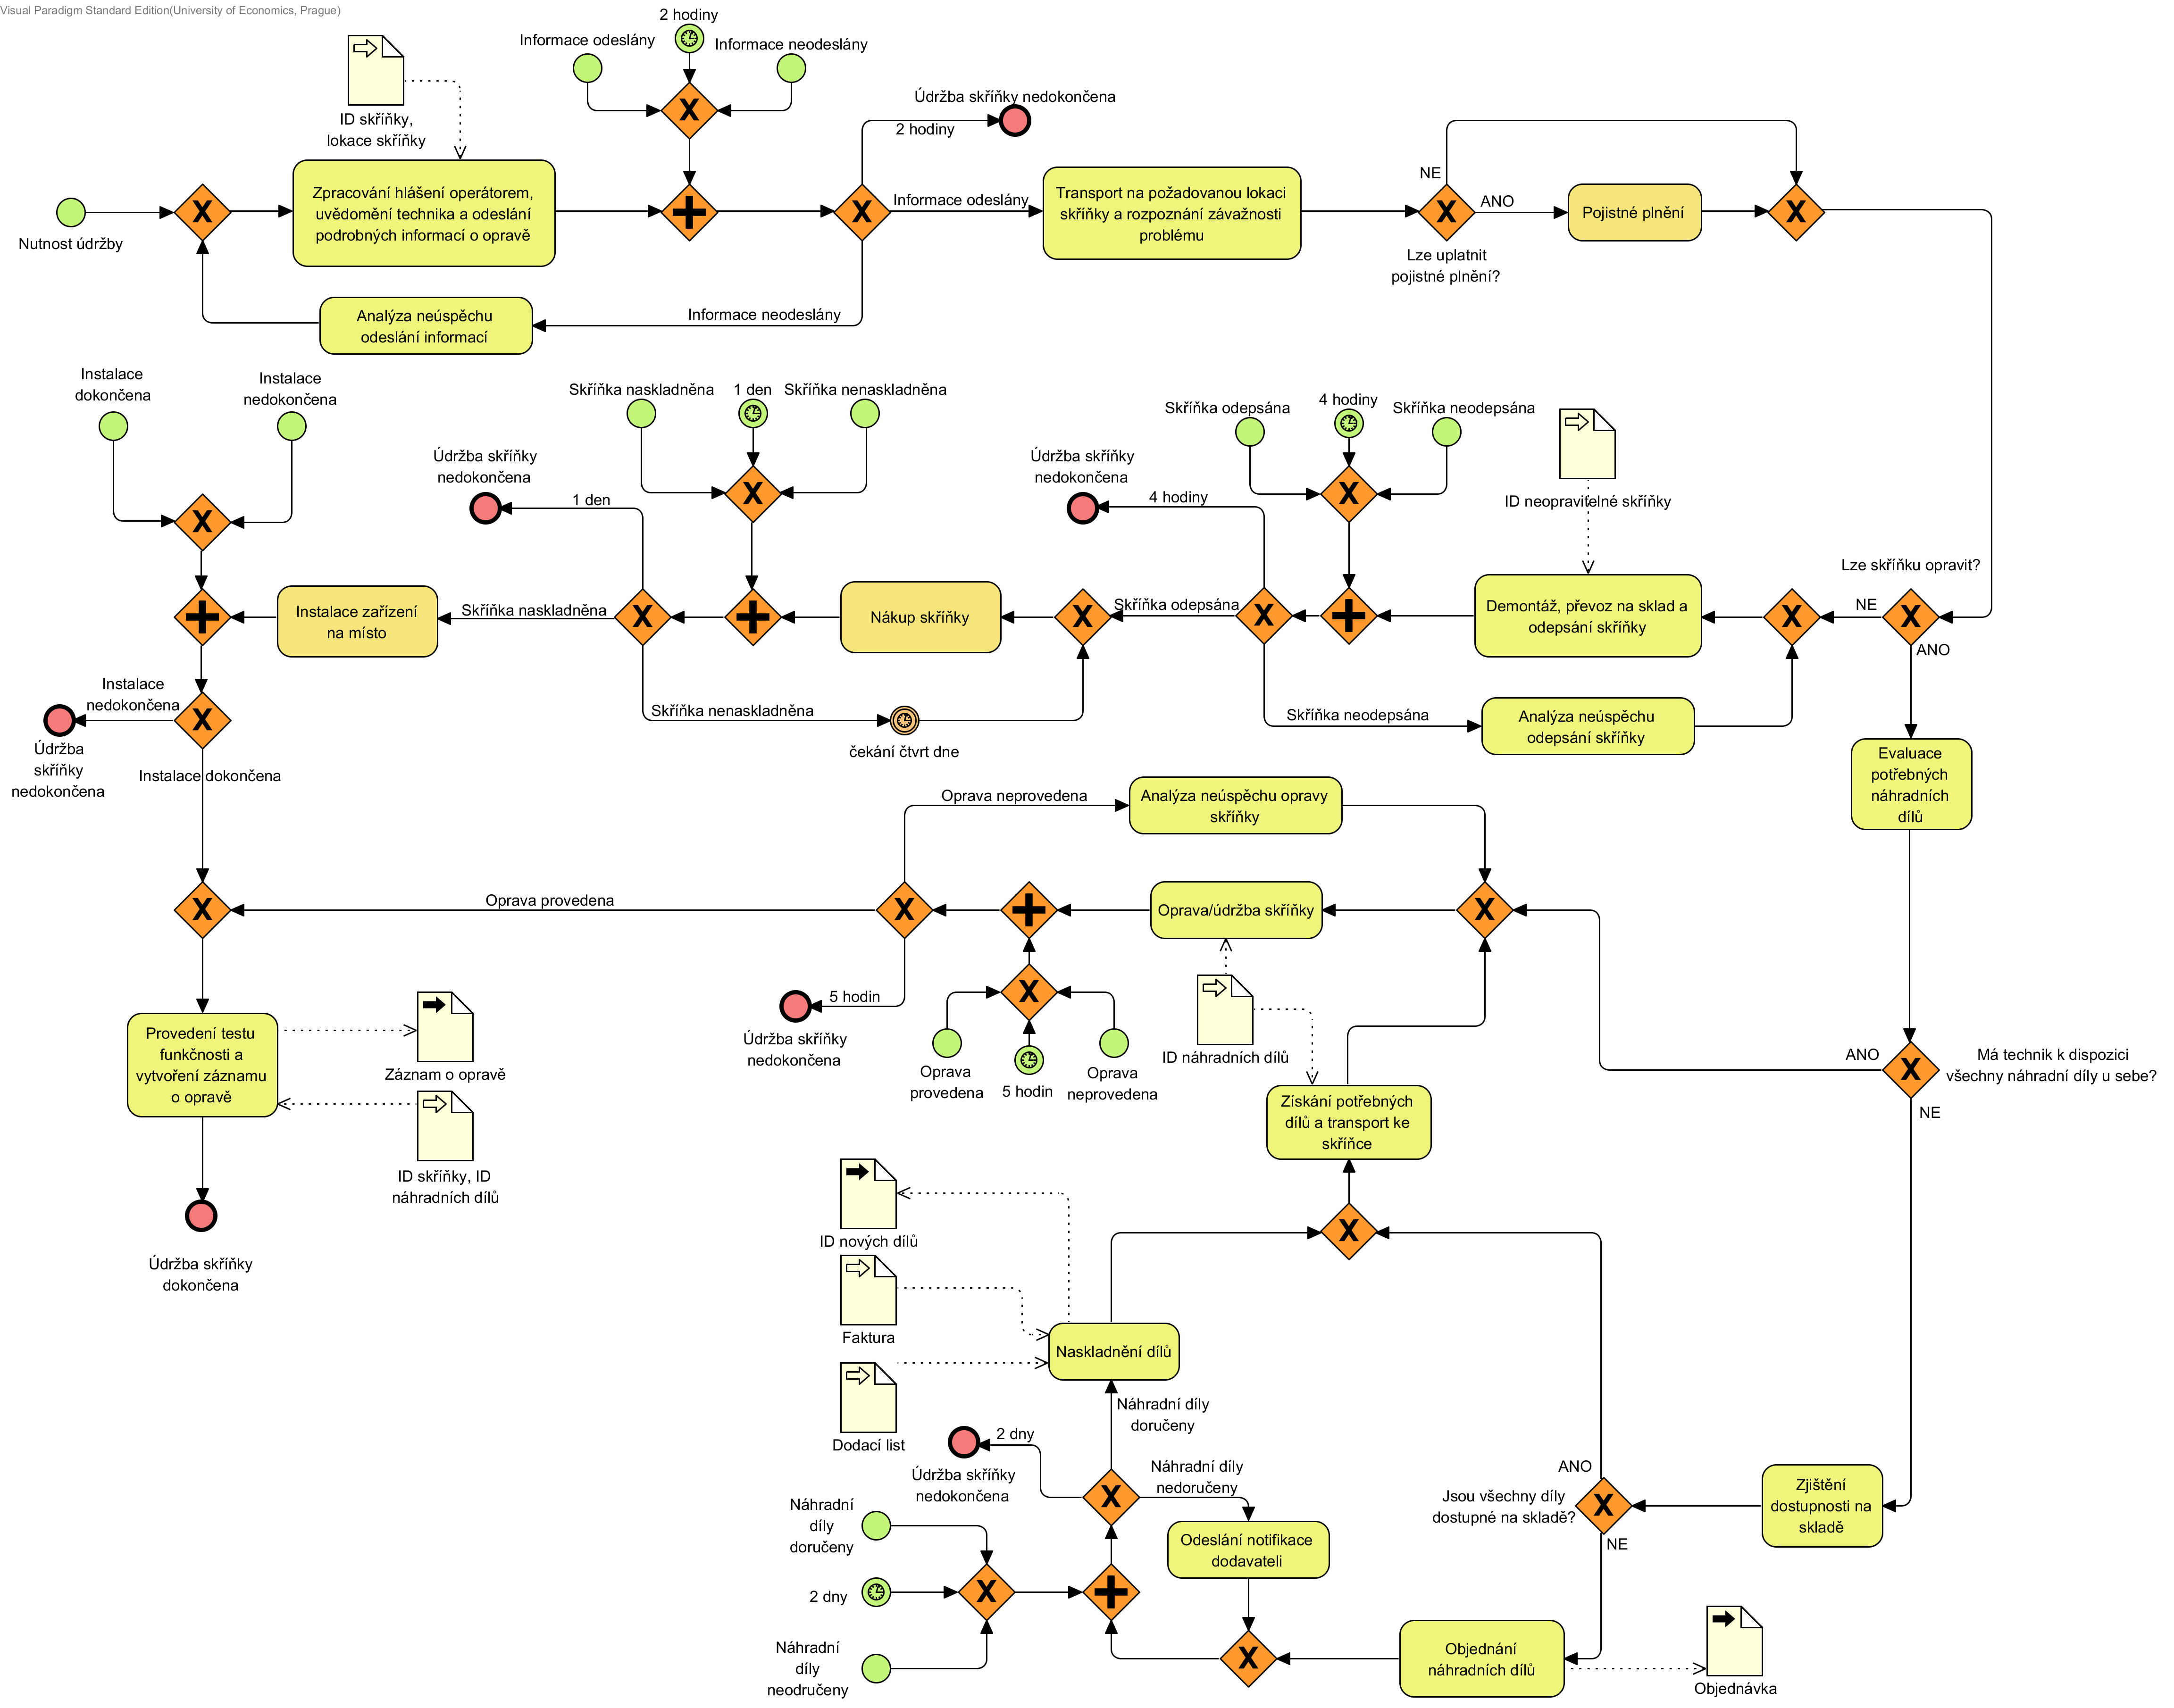 Visual Paradigm Standard Edition(University of Economics, Prague)
2 hodiny
Informace odeslány
Informace neodeslány
ID skříňky,
lokace skříňky
Údržba skříňky nedokončena
2 hodiny
Nutnost údržby
Zpracování hlášení operátorem,
uvědomění technika a odeslání
podrobných informací o opravě
Informace odeslány
Transport na požadovanou lokaci
skříňky a rozpoznání závažnosti
problému
NE
ANO
Pojistné plnění
Lze uplatnit
pojistné plnění?
Analýza neúspěchu
odeslání informací
Informace neodeslány
Instalace
dokončena
Instalace
nedokončena
Skříňka naskladněna
1 den
Skříňka nenaskladněna
Údržba skříňky
nedokončena
1 den
Skříňka odepsána
4 hodiny
Skříňka neodepsána
Údržba skříňky
nedokončena
4 hodiny
ID neopravitelné skříňky
Lze skříňku opravit?
NE
ANO
Demontáž, převoz na sklad a
odepsání skříňky
Skříňka odepsána
Nákup skříňky
Skříňka naskladněna
Instalace zařízení
na místo
Instalace
nedokončena
Údržba
skříňky
nedokončena
Skříňka nenaskladněna
čekání čtvrt dne
Skříňka neodepsána
Analýza neúspěchu
odepsání skříňky
Instalace dokončena
Evaluace
potřebných
náhradních
dílů
Oprava neprovedena
Analýza neúspěchu opravy
skříňky
Oprava provedena
Oprava/údržba skříňky
5 hodin
Údržba skříňky
nedokončena
Oprava
provedena
5 hodin
Oprava
neprovedena
ID náhradních dílů
ANO
Má technik k dispozici
všechny náhradní díly u sebe?
NE
Provedení testu
funkčnosti a
vytvoření záznamu
o opravě
Záznam o opravě
ID skříňky, ID
náhradních dílů
Získání potřebných
dílů a transport ke
skříňce
Údržba skříňky
dokončena
ID nových dílů
Faktura
Dodací list
Naskladnění dílů
Náhradní díly
doručeny
2 dny
Údržba skříňky
nedokončena
Náhradní díly
nedoručeny
ANO
Jsou všechny díly
dostupné na skladě?
NE
Zjištění
dostupnosti na
skladě
Náhradní
díly
doručeny
2 dny
Náhradní
díly
neodručeny
Odeslání notifikace
dodavateli
Objednání
náhradních dílů
Objednávka